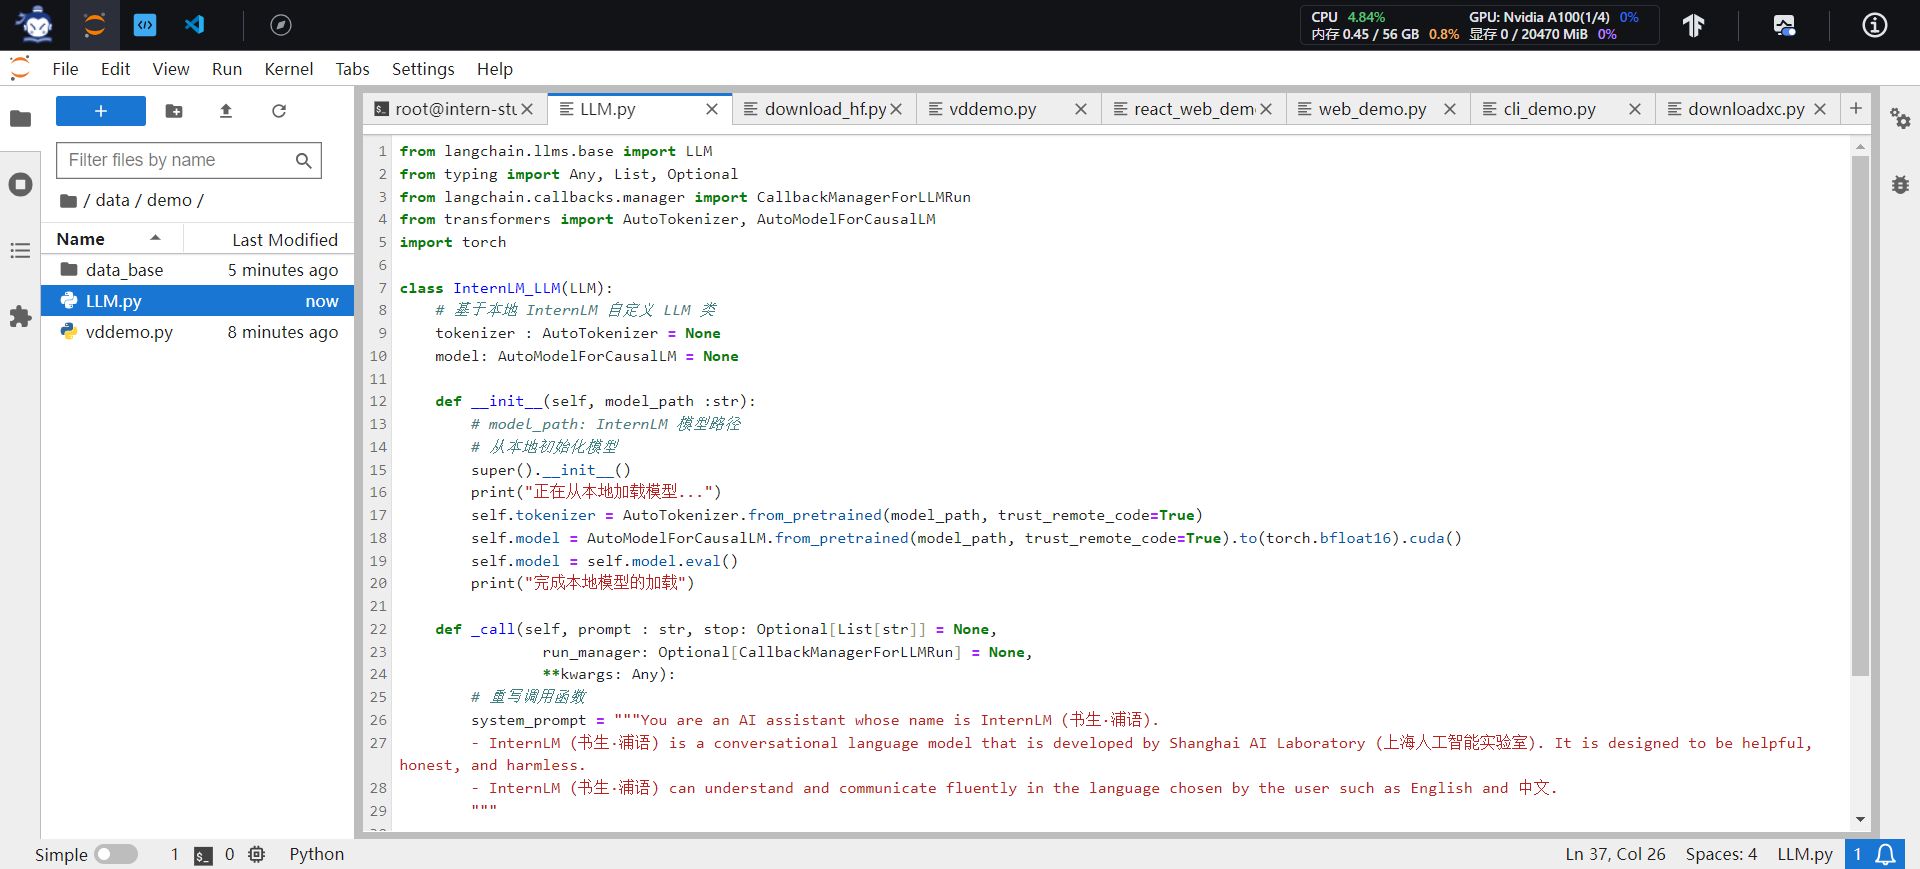 CPU 4.84% GPU: Nvidia A100(1/4) 0%
内存 0.45 / 56 GB 0.8% 显存 0 / 20470 MiB 0%
File Edit View Run Kernel Tabs Settings Help
root@intern-stu LLM.py download_hf.py vddemo.py react_web_dem web_demo.py cli_demo.py downloadxc.py
Filter files by name
/ data / demo /
Name Last Modified
data_base 5 minutes ago
LLM.py now
vddemo.py 8 minutes ago
1 from langchain.llms.base import LLM
2 from typing import Any, List, Optional
3 from langchain.callbacks.manager import CallbackManagerForLLMRun
4 from transformers import AutoTokenizer, AutoModelForCausalLM
5 import torch
6
7 class InternLM_LLM(LLM):
8 # 基于本地 InternLM 自定义 LLM 类
9 tokenizer : AutoTokenizer = None
10 model: AutoModelForCausalLM = None
11
12 def __init__(self, model_path :str):
13 # model_path: InternLM 模型路径
14 # 从本地初始化模型
15 super().__init__()
16 print("正在从本地加载模型...")
17 self.tokenizer = AutoTokenizer.from_pretrained(model_path, trust_remote_code=True)
18 self.model = AutoModelForCausalLM.from_pretrained(model_path, trust_remote_code=True).to(torch.bfloat16).cuda()
19 self.model = self.model.eval()
20 print("完成本地模型的加载")
21
22 def _call(self, prompt : str, stop: Optional[List[str]] = None,
23 run_manager: Optional[CallbackManagerForLLMRun] = None,
24 **kwargs: Any):
25 # 重写调用函数
26 system_prompt = """You are an AI assistant whose name is InternLM (书生·浦语).
27 - InternLM (书生·浦语) is a conversational language model that is developed by Shanghai AI Laboratory (上海人工智能实验室). It is designed to be helpful,
honest, and harmless.
28 - InternLM (书生·浦语) can understand and communicate fluently in the language chosen by the user such as English and 中文.
29 """
Simple 1 0 Python Ln 37, Col 26 Spaces: 4 LLM.py 1